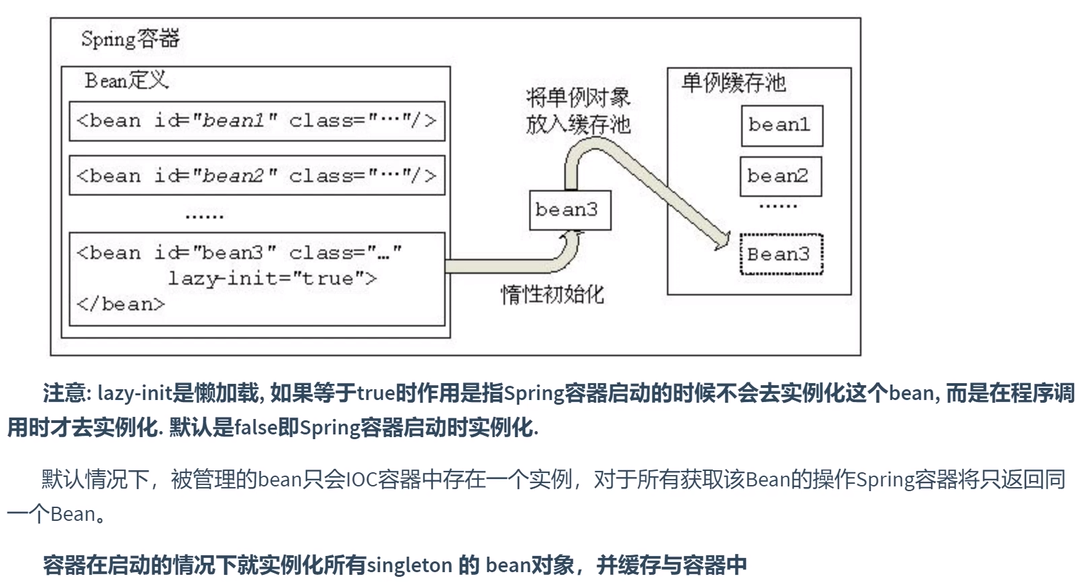 Spring容器
Bean定义
<bean id="bean1" class="…"/>
<bean id="bean2" class="…"/>
……
<bean id="bean3" class="…"
lazy-init="true">
</bean>
将单例对象
放入缓存池
bean3
惰性初始化
单例缓存池
bean1
bean2
……
Bean3
注意: lazy-init是懒加载, 如果等于true时作用是指Spring容器启动的时候不会去实例化这个bean, 而是在程序调
用时才去实例化. 默认是false即Spring容器启动时实例化.
默认情况下，被管理的bean只会IOC容器中存在一个实例，对于所有获取该Bean的操作Spring容器将只返回同
一个Bean。
容器在启动的情况下就实例化所有singleton 的 bean对象，并缓存与容器中